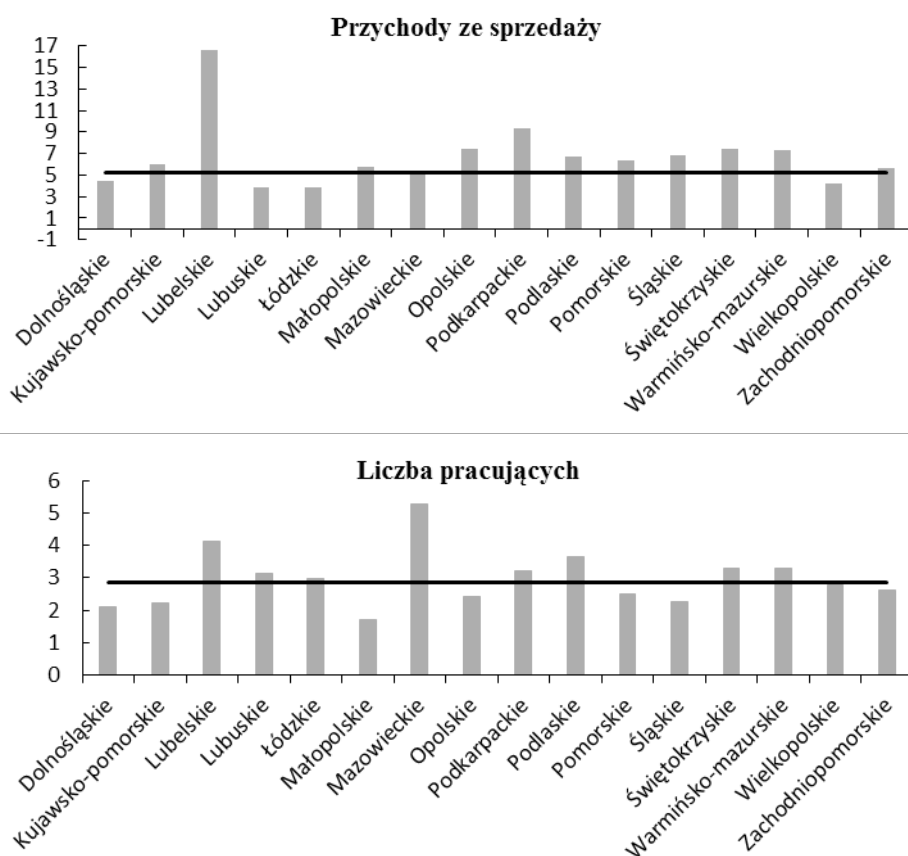 Przychody ze sprzedaży
17
15
13
11
9
7
5
3
1
-1
Dolnośląskie
Kujawsko-pomorskie
Lubelskie
Lubuskie
Łódzkie
Małopolskie
Mazowieckie
Opolskie
Podkarpackie
Podlaskie
Pomorskie
Śląskie
Świętokrzyskie
Warmińsko-mazurskie
Wielkopolskie
Zachodniopomorskie
Liczba pracujących
6
5
4
3
2
1
0
Dolnośląskie
Kujawsko-pomorskie
Lubelskie
Lubuskie
Łódzkie
Małopolskie
Mazowieckie
Opolskie
Podkarpackie
Podlaskie
Pomorskie
Śląskie
Świętokrzyskie
Warmińsko-mazurskie
Wielkopolskie
Zachodniopomorskie